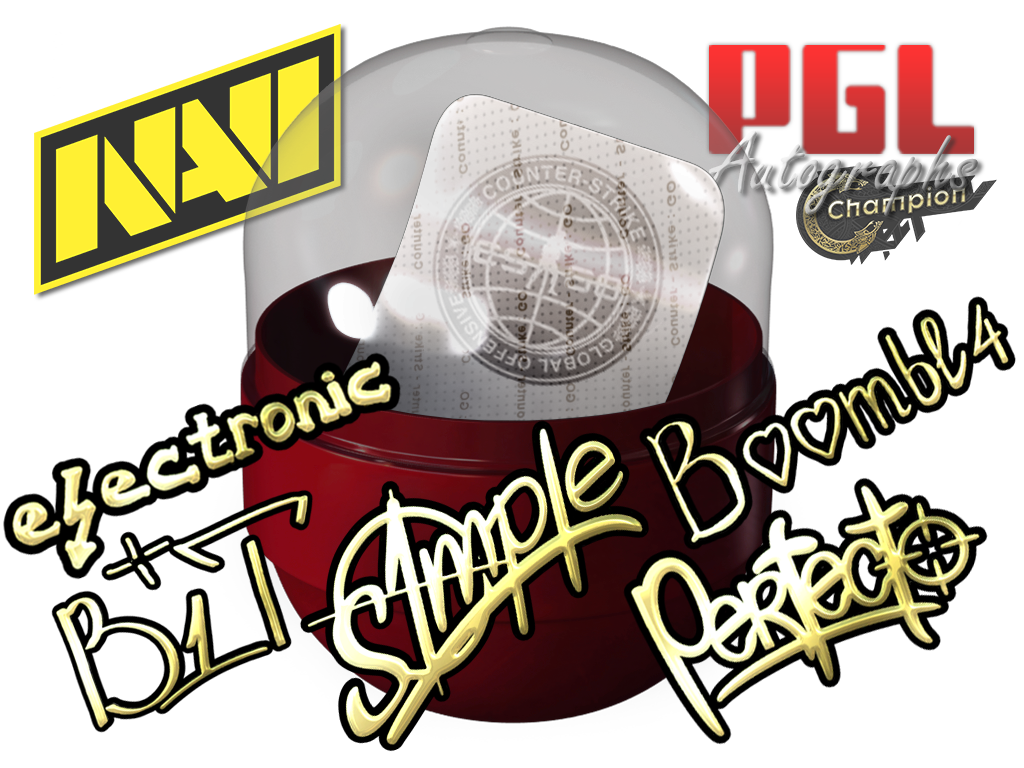 NAVI
PGL
Autographs
Champion
COUNTER-STRIKE
GLOBAL OFFENSIVE
electronic
B1T
S1mple
Boombl4
Perfecto